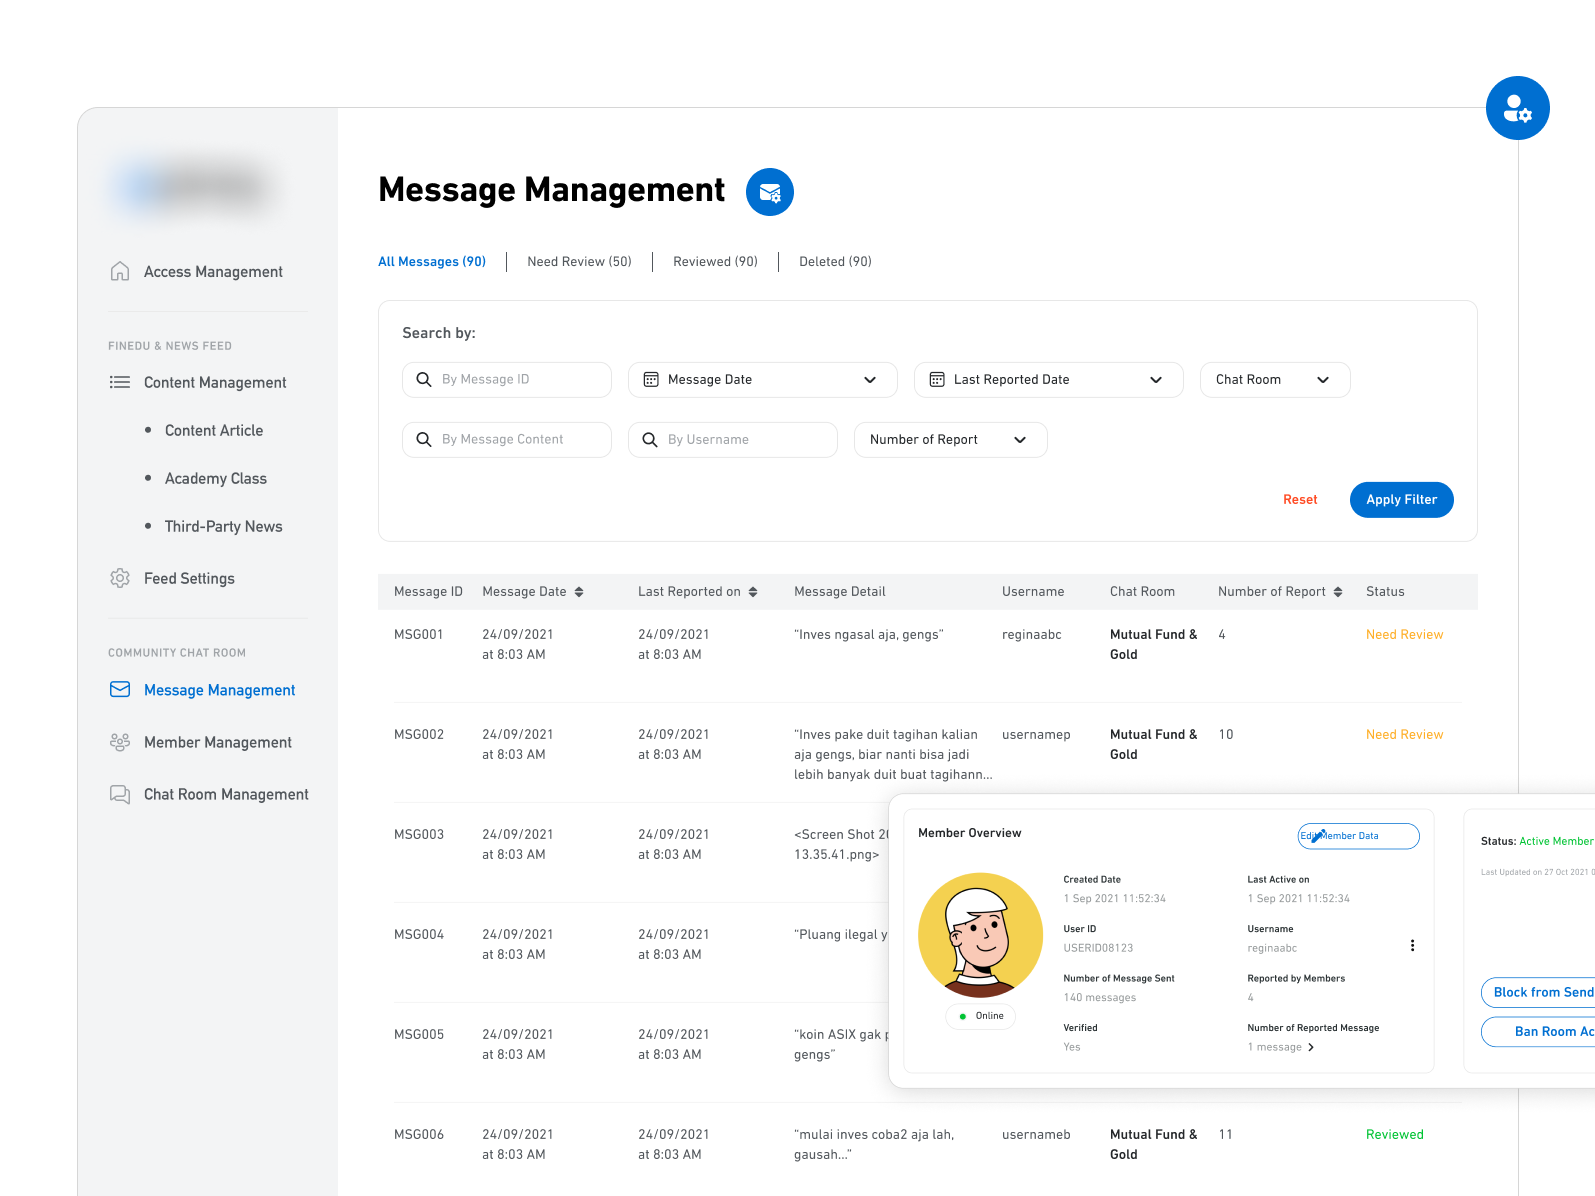 Access Management
FINEDU & NEWS FEED
Content Management
Content Article
Academy Class
Third-Party News
Feed Settings
COMMUNITY CHAT ROOM
Message Management
Member Management
Chat Room Management
Message Management
All Messages (90)
Need Review (50)
Reviewed (90)
Deleted (90)
Search by:
By Message ID
Message Date
Last Reported Date
Chat Room
By Message Content
By Username
Number of Report
Reset
Apply Filter
Message ID
Message Date
Last Reported on
Message Detail
Username
Chat Room
Number of Report
Status
MSG001
24/09/2021
at 8:03 AM
24/09/2021
at 8:03 AM
“Inves ngasal aja, gengs”
reginaabc
Mutual Fund &
Gold
4
Need Review
MSG002
24/09/2021
at 8:03 AM
24/09/2021
at 8:03 AM
“Inves pake duit tagihan kalian
aja gengs, biar nanti bisa jadi
lebih banyak duit buat tagihann...
usernamep
Mutual Fund &
Gold
10
Need Review
MSG003
24/09/2021
at 8:03 AM
24/09/2021
at 8:03 AM
<Screen Shot 20
13.35.41.png>
MSG004
24/09/2021
at 8:03 AM
24/09/2021
at 8:03 AM
“Pluang ilegal y
MSG005
24/09/2021
at 8:03 AM
24/09/2021
at 8:03 AM
“koin ASIX gak p
gengs”
MSG006
24/09/2021
at 8:03 AM
24/09/2021
at 8:03 AM
“mulai inves coba2 aja lah,
gausah...”
usernameb
Mutual Fund &
Gold
11
Reviewed
Member Overview
Edit Member Data
Online
Created Date
1 Sep 2021 11:52:34
Last Active on
1 Sep 2021 11:52:34
User ID
USERID08123
Username
reginaabc
Number of Message Sent
140 messages
Reported by Members
4
Verified
Yes
Number of Reported Message
1 message
Status: Active Member
Last Updated on 27 Oct 2021 0
Block from Send
Ban Room Ac